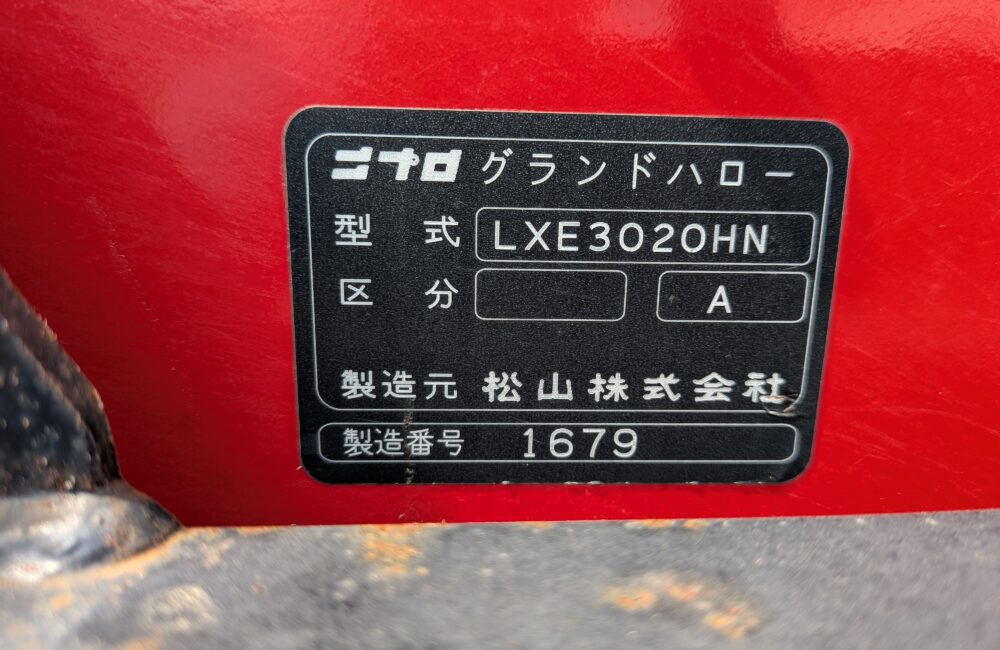 ニプロ グランドハロー
型式 LXE3020HN
区分 A
製造元 松山株式会社
製造番号 1679